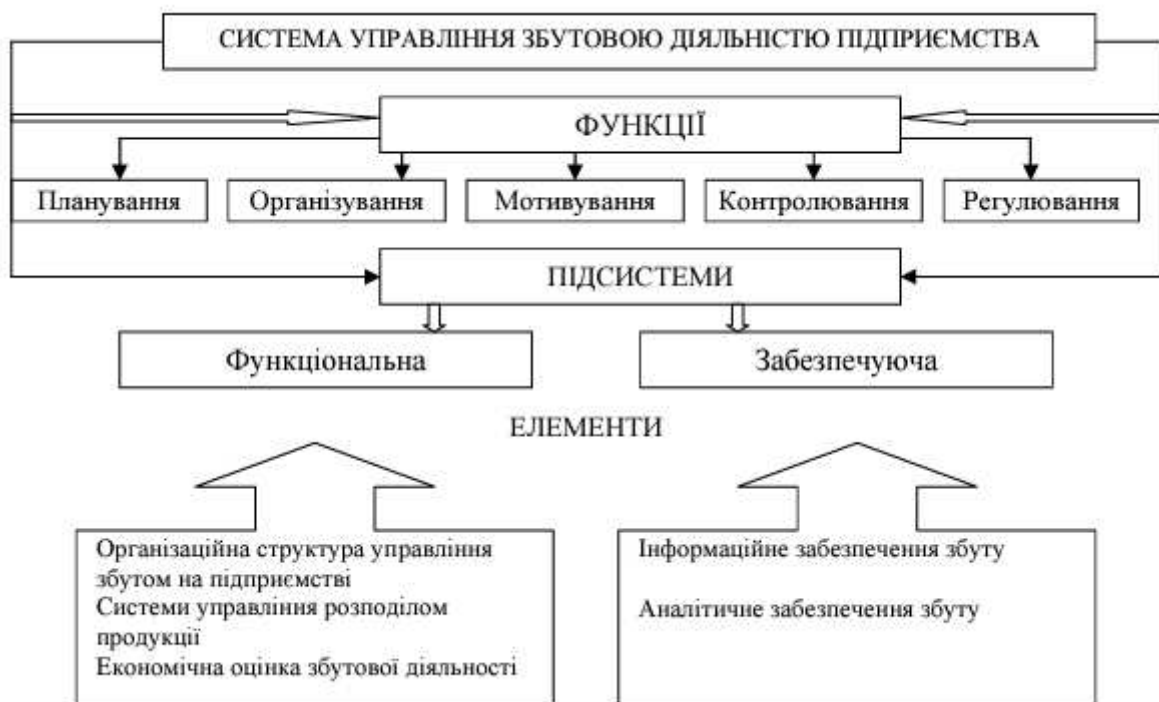 СИСТЕМА УПРАВЛІННЯ ЗБУТОВОЮ ДІЯЛЬНІСТЮ ПІДПРИЄМСТВА
ФУНКЦІЇ
Планування
Організування
Мотивування
Контролювання
Регулювання
ПІДСИСТЕМИ
Функціональна
Забезпечуюча
ЕЛЕМЕНТИ
Організаційна структура управління
збутом на підприємстві
Системи управління розподілом
продукції
Економічна оцінка збутової діяльності
Інформаційне забезпечення збуту
Аналітичне забезпечення збуту